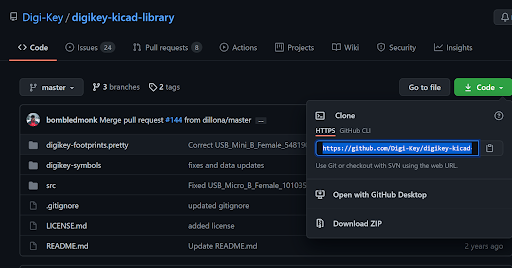 Digi-Key / digikey-kicad-library
Code Issues 24 Pull requests 8 Actions Projects Wiki Security Insights
master 3 branches 2 tags Go to file Code
bombledmonk Merge pull request #144 from dillona/master ...
digikey-footprints.pretty Correct USB_Mini_B_Female_54819
digikey-symbols fixes and data updates
src Fixed USB_Micro_B_Female_101035
.gitignore updated gitignore
LICENSE.md added license
README.md Update README.md 2 years ago
Clone
HTTPS GitHub CLI
https://github.com/Digi-Key/digikey-kicad-
Use Git or checkout with SVN using the web URL.
Open with GitHub Desktop
Download ZIP